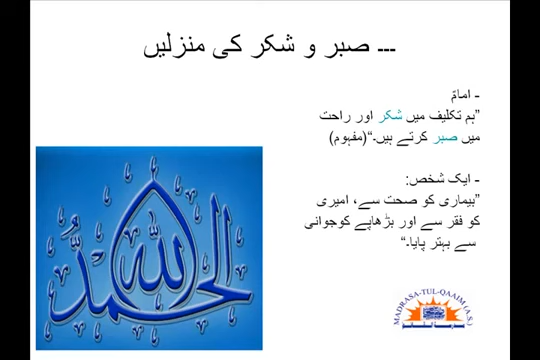 --- صبر و شکر کی منزلیں
- امامؑ
”ہم تکلیف میں شکر اور راحت
میں صبر کرتے ہیں۔“(مفہوم)
- ایک شخص:
”بیماری کو صحت سے، امیری
کو فقر سے اور بڑھاپے کوجوانی
سے بہتر پایا۔“
الحمد لله
MADRASA-TUL-QAAIM (A.S.)